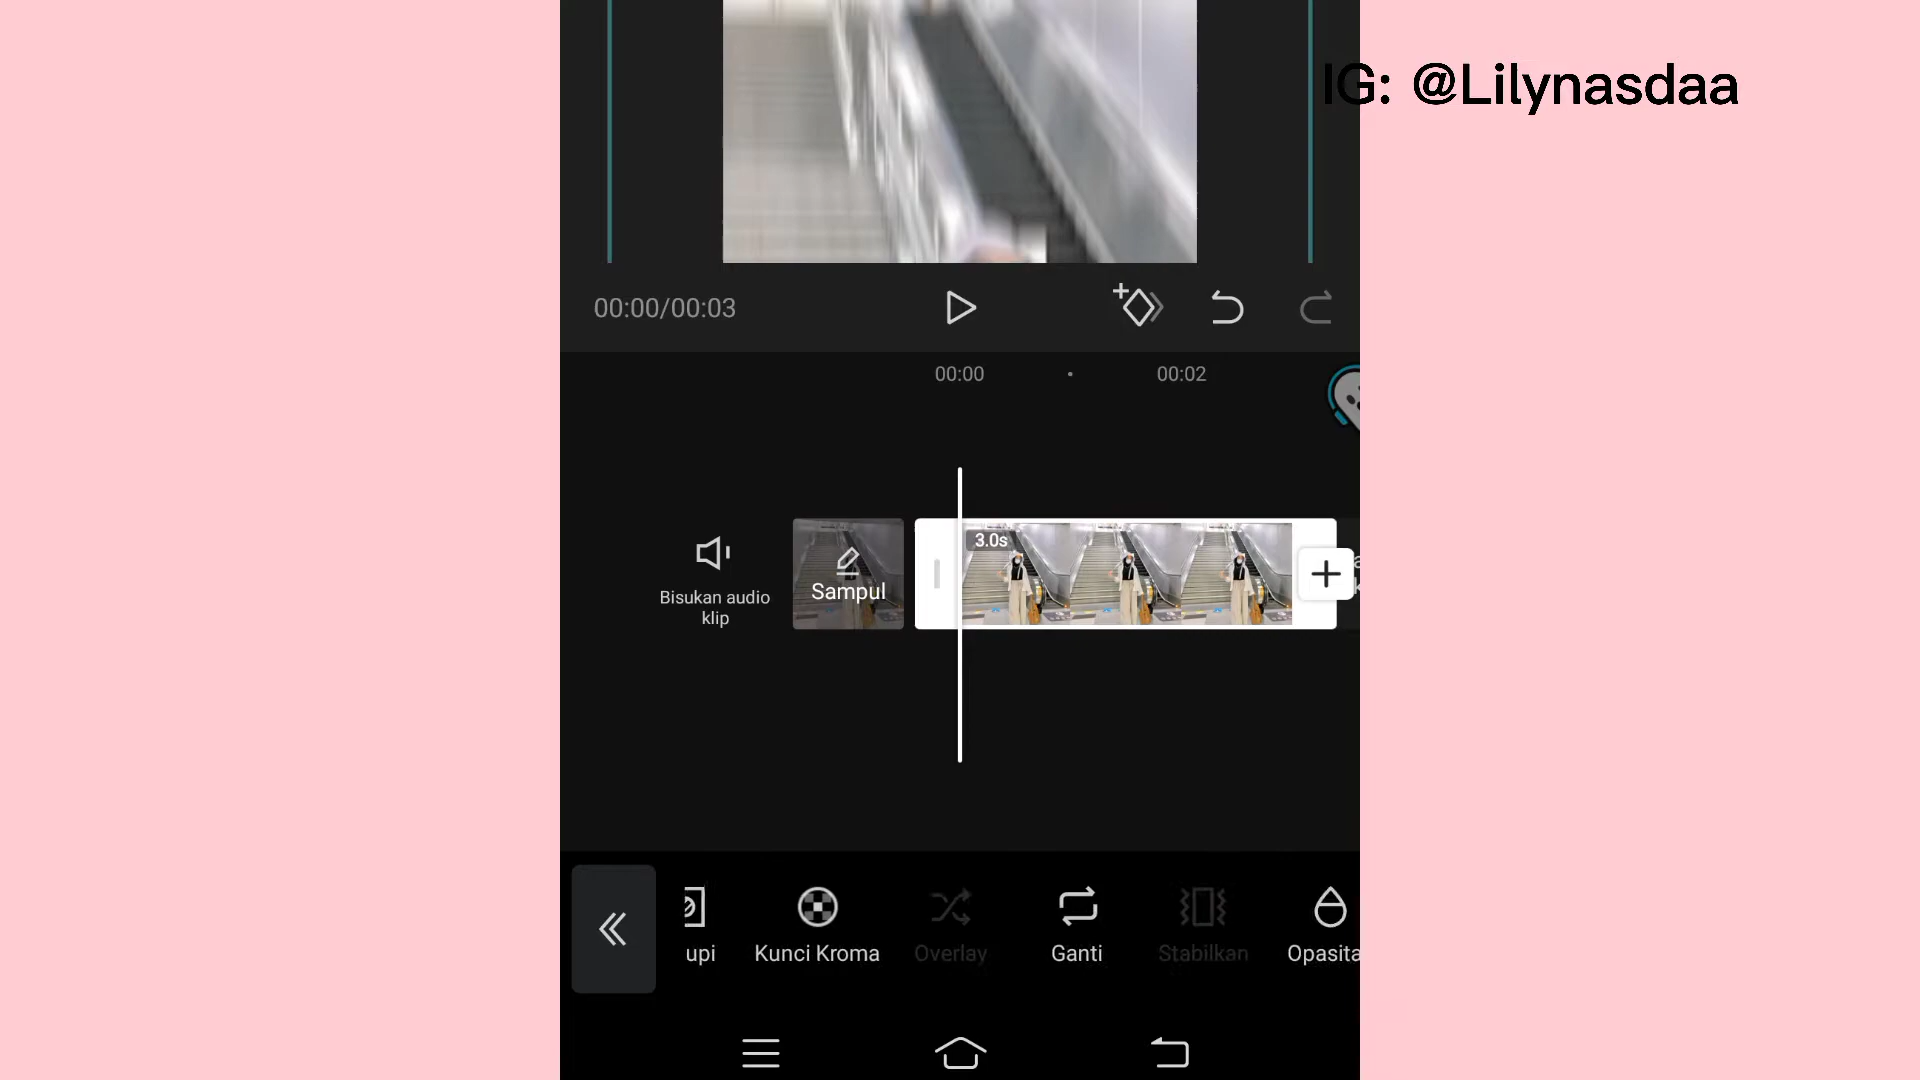 IG: @Lilynasdaa
00:00/00:03
00:00
00:02
3.0s
Bisukan audio
klip
Sampul
upi
Kunci Kroma
Overlay
Ganti
Stabilkan
Opasita